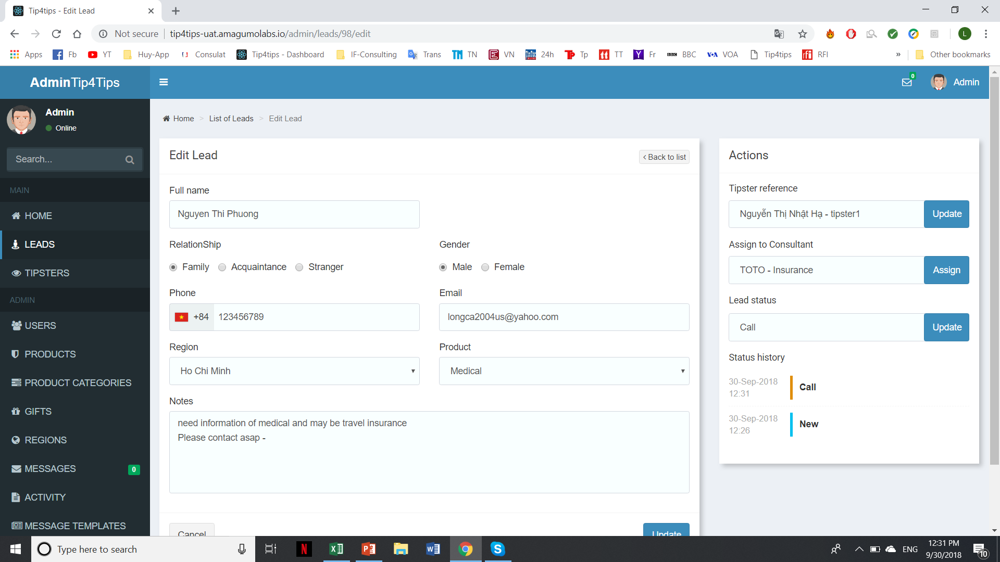 Tip4tips - Edit Lead
Not secure
tip4tips-uat.amagumolabs.io/admin/leads/98/edit
L
Apps
Fb
YT
Huy-App
Consulat
Tip4tips - Dashboard
IF-Consulting
Trans
TN
VN
24h
Tp
TT
Fr
BBC
VOA
Tip4tips
RFI
»
Other bookmarks
AdminTip4Tips
0
Admin
Admin
Online
Search...
MAIN
HOME
LEADS
TIPSTERS
ADMIN
USERS
PRODUCTS
PRODUCT CATEGORIES
GIFTS
REGIONS
MESSAGES
0
ACTIVITY
MESSAGE TEMPLATES
Home > List of Leads > Edit Lead
Edit Lead
‹ Back to list
Full name
Nguyen Thi Phuong
RelationShip
Family
Acquaintance
Stranger
Gender
Male
Female
Phone
+84
123456789
Email
longca2004us@yahoo.com
Region
Ho Chi Minh
Product
Medical
Notes
need information of medical and may be travel insurance
Please contact asap -
Cancel
Update
Actions
Tipster reference
Nguyễn Thị Nhật Hạ - tipster1
Update
Assign to Consultant
TOTO - Insurance
Assign
Lead status
Call
Update
Status history
30-Sep-2018
12:31
Call
30-Sep-2018
12:26
New
Type here to search
ENG
12:31 PM
9/30/2018
10